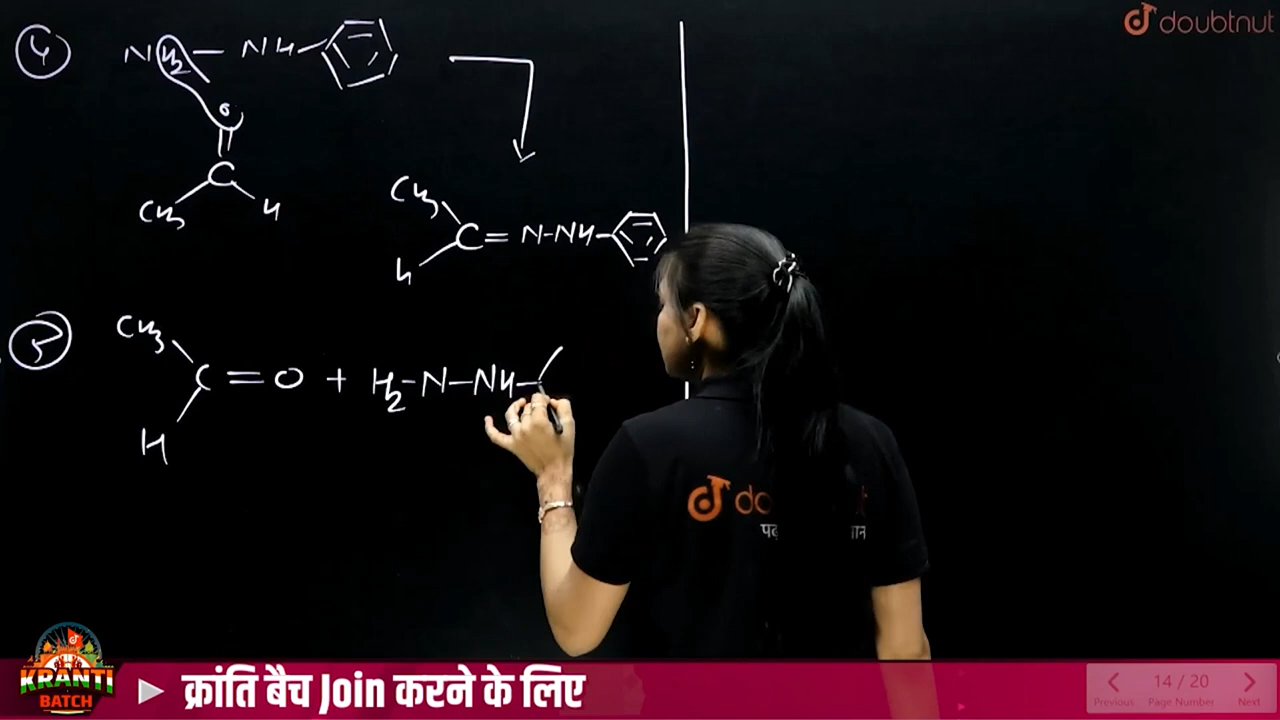 doubtnut
4 NH2 — NH
O
C
CH3 H
CH3
C = N-NH
H
5 CH3
C = O + H2-N-NH
H
KRANTI
BATCH
क्रांति बैच Join करने के लिए
14 / 20
Previous Page Number Next